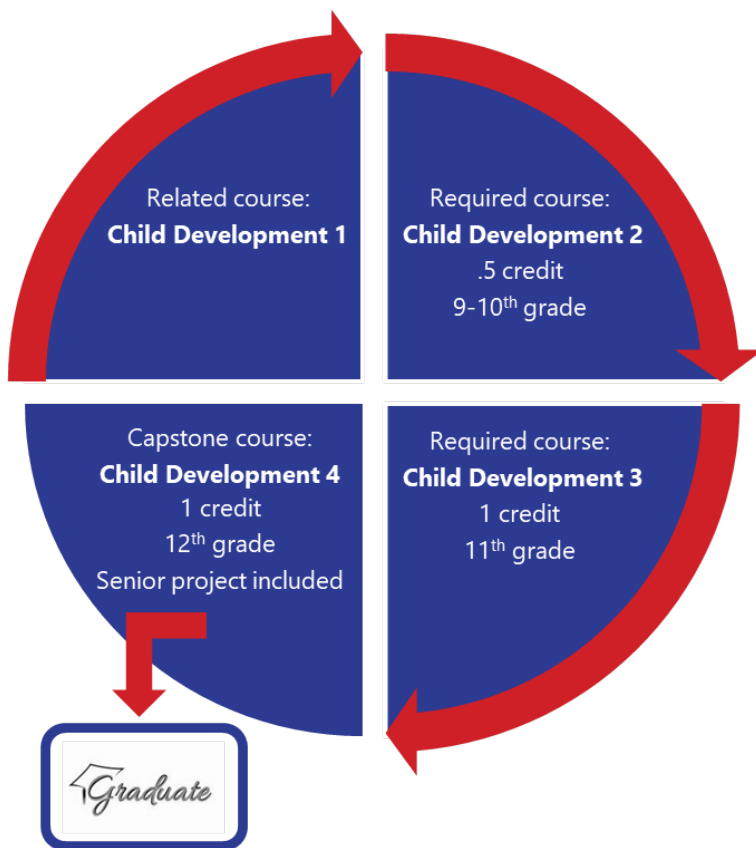 Related course:
Child Development 1
Required course:
Child Development 2
.5 credit
9-10th grade
Required course:
Child Development 3
1 credit
11th grade
Capstone course:
Child Development 4
1 credit
12th grade
Senior project included
Graduate